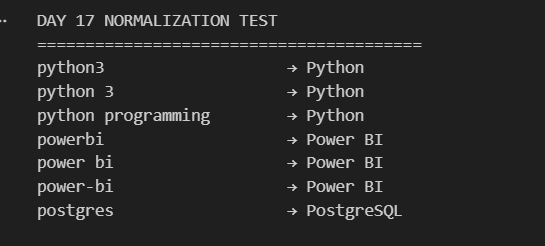 DAY 17 NORMALIZATION TEST
========================================
python3 → Python
python 3 → Python
python programming → Python
powerbi → Power BI
power bi → Power BI
power-bi → Power BI
postgres → PostgreSQL